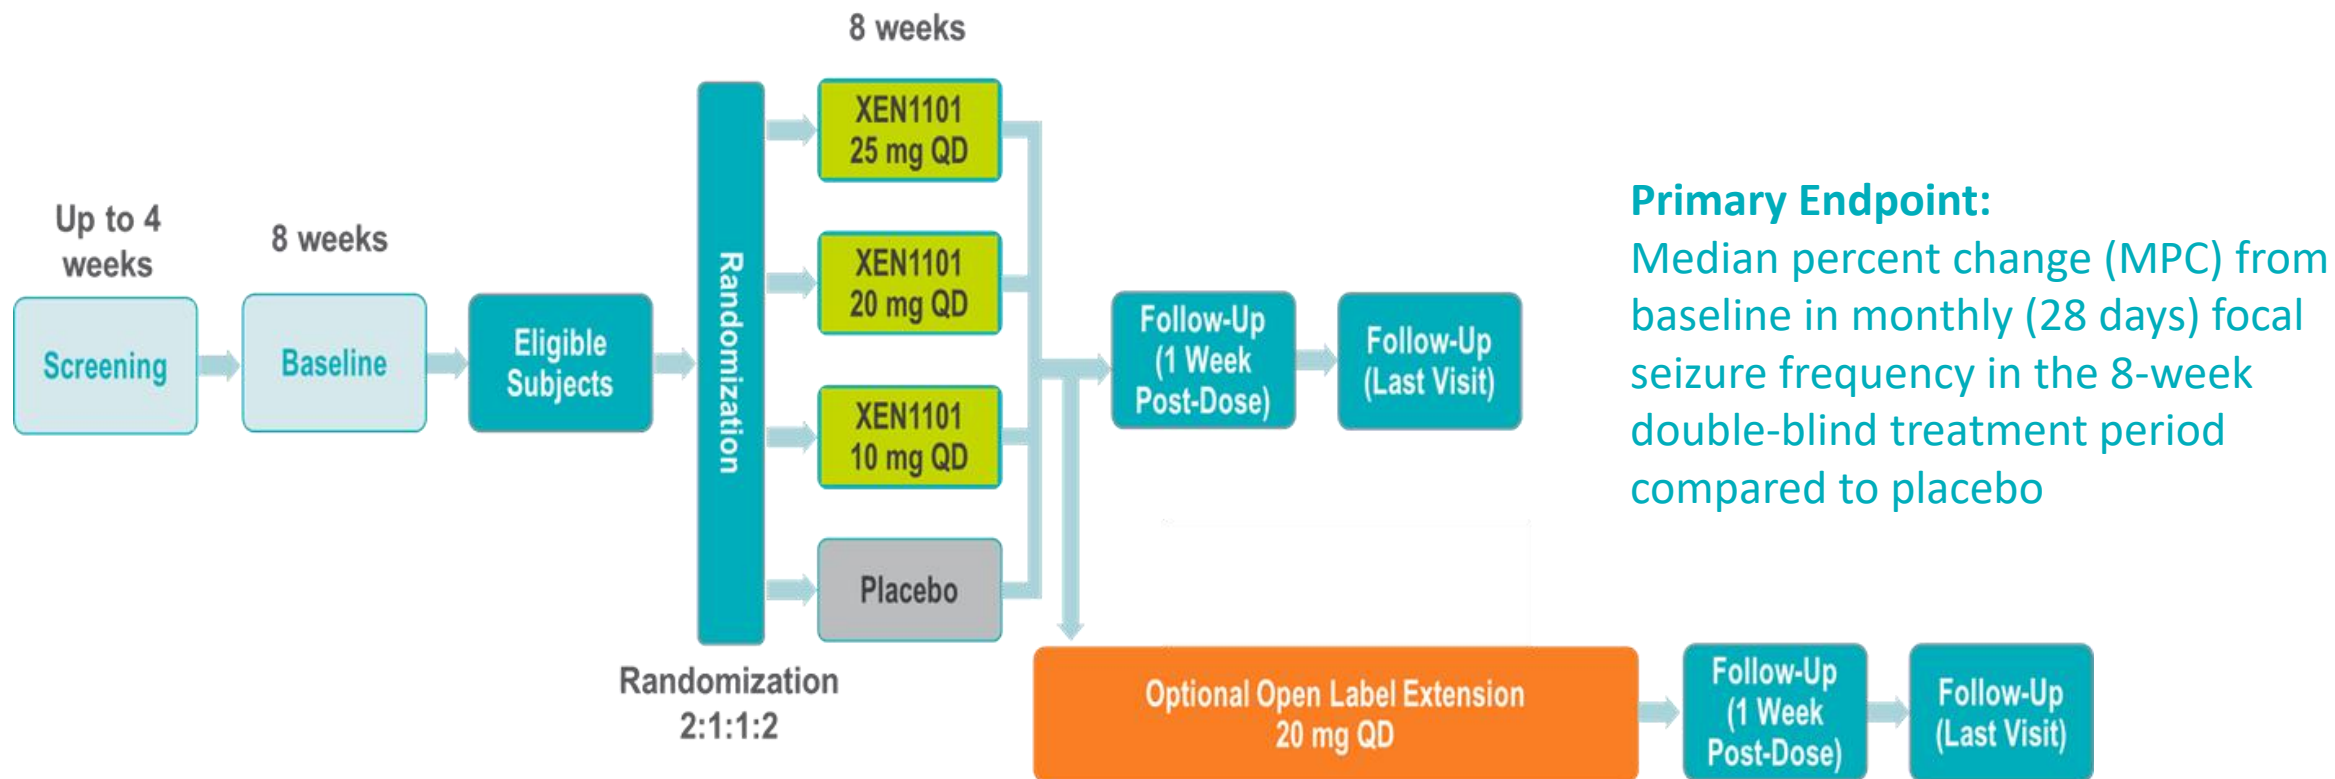 Up to 4
weeks
Screening
8 weeks
Baseline
Eligible
Subjects
Randomization
Randomization
2:1:1:2
8 weeks
XEN1101
25 mg QD
XEN1101
20 mg QD
XEN1101
10 mg QD
Placebo
Follow-Up
(1 Week
Post-Dose)
Follow-Up
(Last Visit)
Optional Open Label Extension
20 mg QD
Follow-Up
(1 Week
Post-Dose)
Follow-Up
(Last Visit)
Primary Endpoint:
Median percent change (MPC) from
baseline in monthly (28 days) focal
seizure frequency in the 8-week
double-blind treatment period
compared to placebo